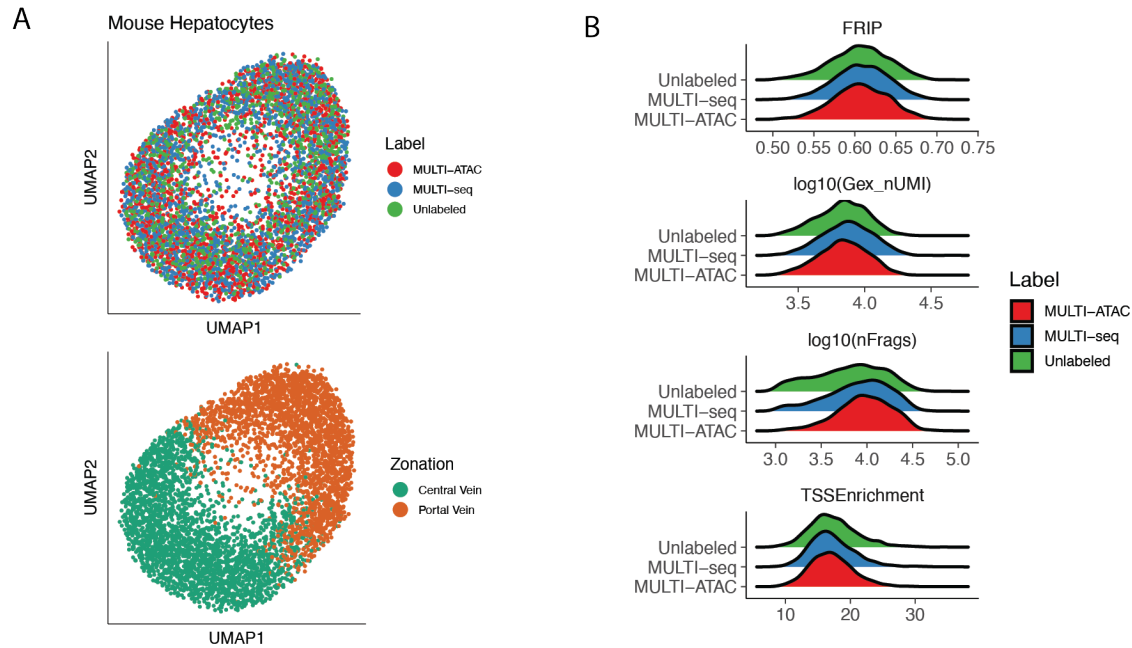 A
Mouse Hepatocytes
UMAP2
UMAP1
Label
MULTI-ATAC
MULTI-seq
Unlabeled
UMAP2
UMAP1
Zonation
Central Vein
Portal Vein
B
FRIP
Unlabeled
MULTI-seq
MULTI-ATAC
0.50 0.55 0.60 0.65 0.70 0.75
log10(Gex_nUMI)
Unlabeled
MULTI-seq
MULTI-ATAC
3.5 4.0 4.5
log10(nFrags)
Unlabeled
MULTI-seq
MULTI-ATAC
3.0 3.5 4.0 4.5 5.0
TSSEnrichment
Unlabeled
MULTI-seq
MULTI-ATAC
10 20 30
Label
MULTI-ATAC
MULTI-seq
Unlabeled